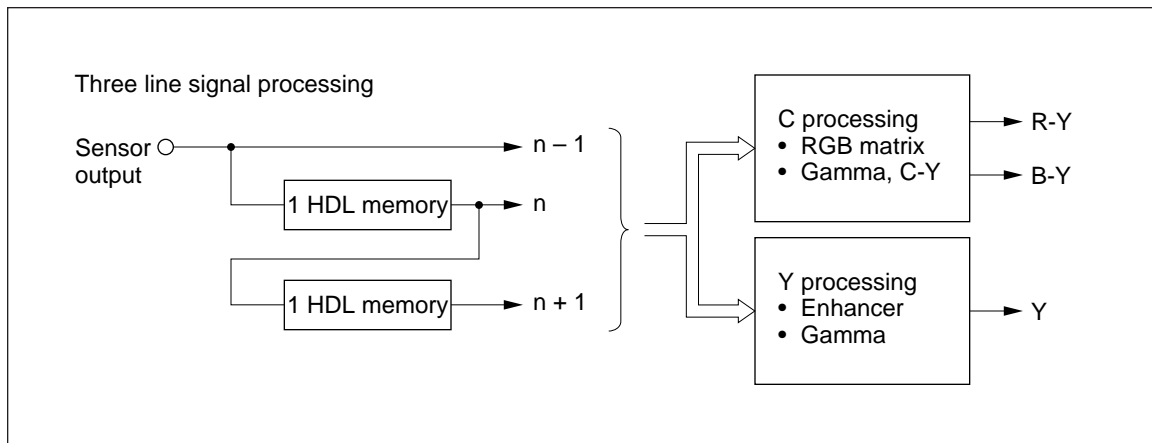 Three line signal processing
Sensor
output
n – 1
1 HDL memory
n
1 HDL memory
n + 1
C processing
• RGB matrix
• Gamma, C-Y
R-Y
B-Y
Y processing
• Enhancer
• Gamma
Y